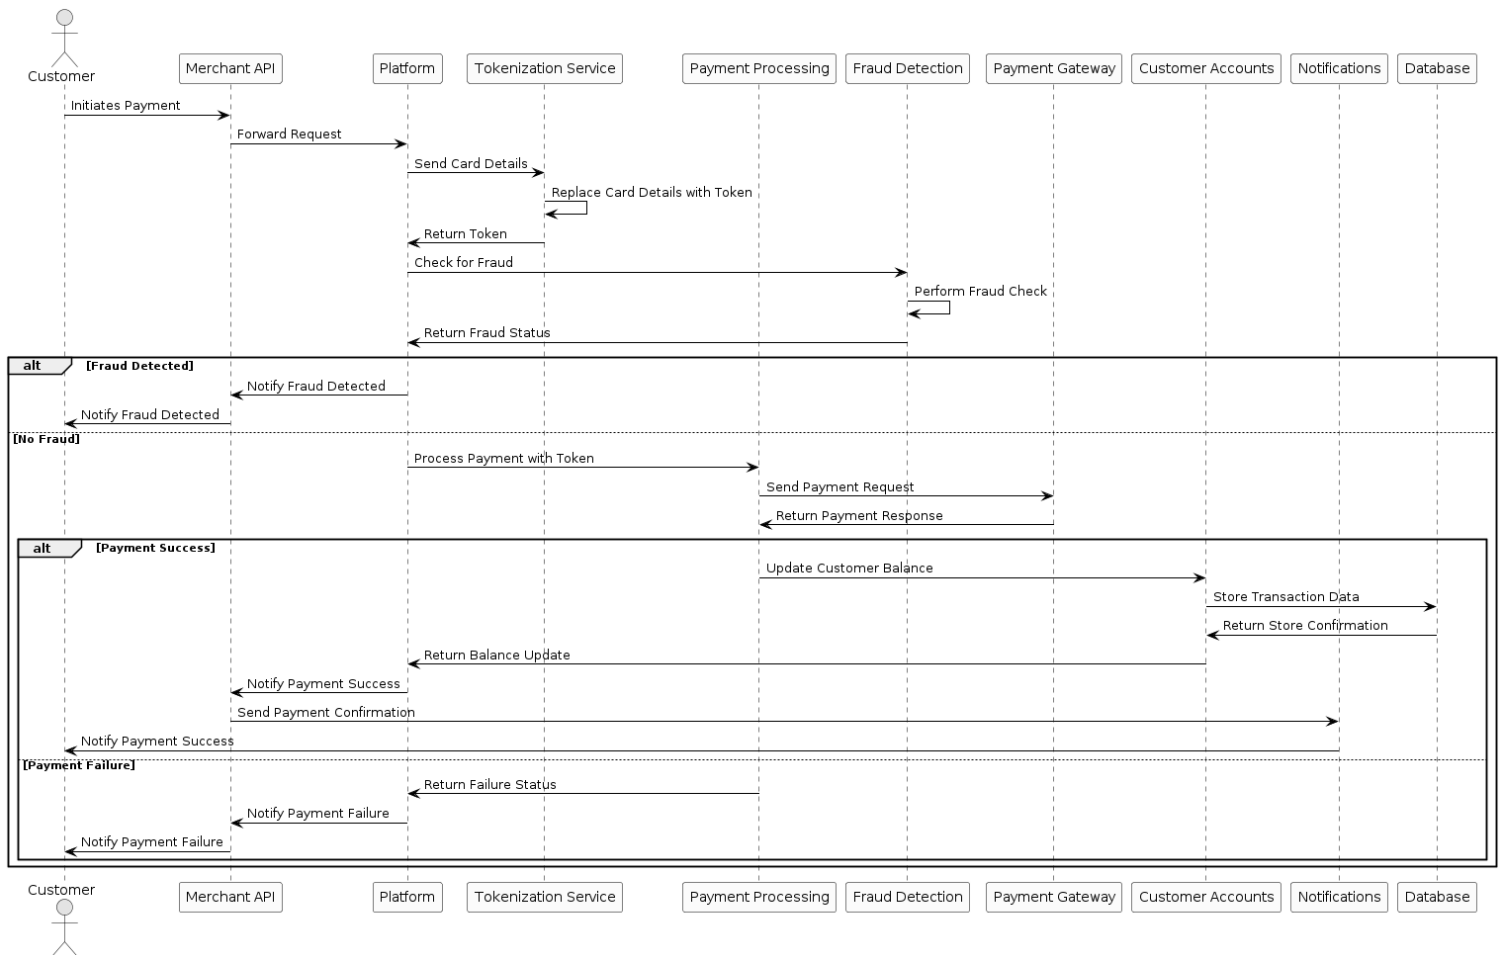 Customer
Merchant API
Platform
Tokenization Service
Payment Processing
Fraud Detection
Payment Gateway
Customer Accounts
Notifications
Database
Initiates Payment
Forward Request
Send Card Details
Replace Card Details with Token
Return Token
Check for Fraud
Perform Fraud Check
Return Fraud Status
alt [Fraud Detected]
Notify Fraud Detected
Notify Fraud Detected
[No Fraud]
Process Payment with Token
Send Payment Request
Return Payment Response
alt [Payment Success]
Update Customer Balance
Store Transaction Data
Return Store Confirmation
Return Balance Update
Notify Payment Success
Send Payment Confirmation
Notify Payment Success
[Payment Failure]
Return Failure Status
Notify Payment Failure
Notify Payment Failure
Customer
Merchant API
Platform
Tokenization Service
Payment Processing
Fraud Detection
Payment Gateway
Customer Accounts
Notifications
Database